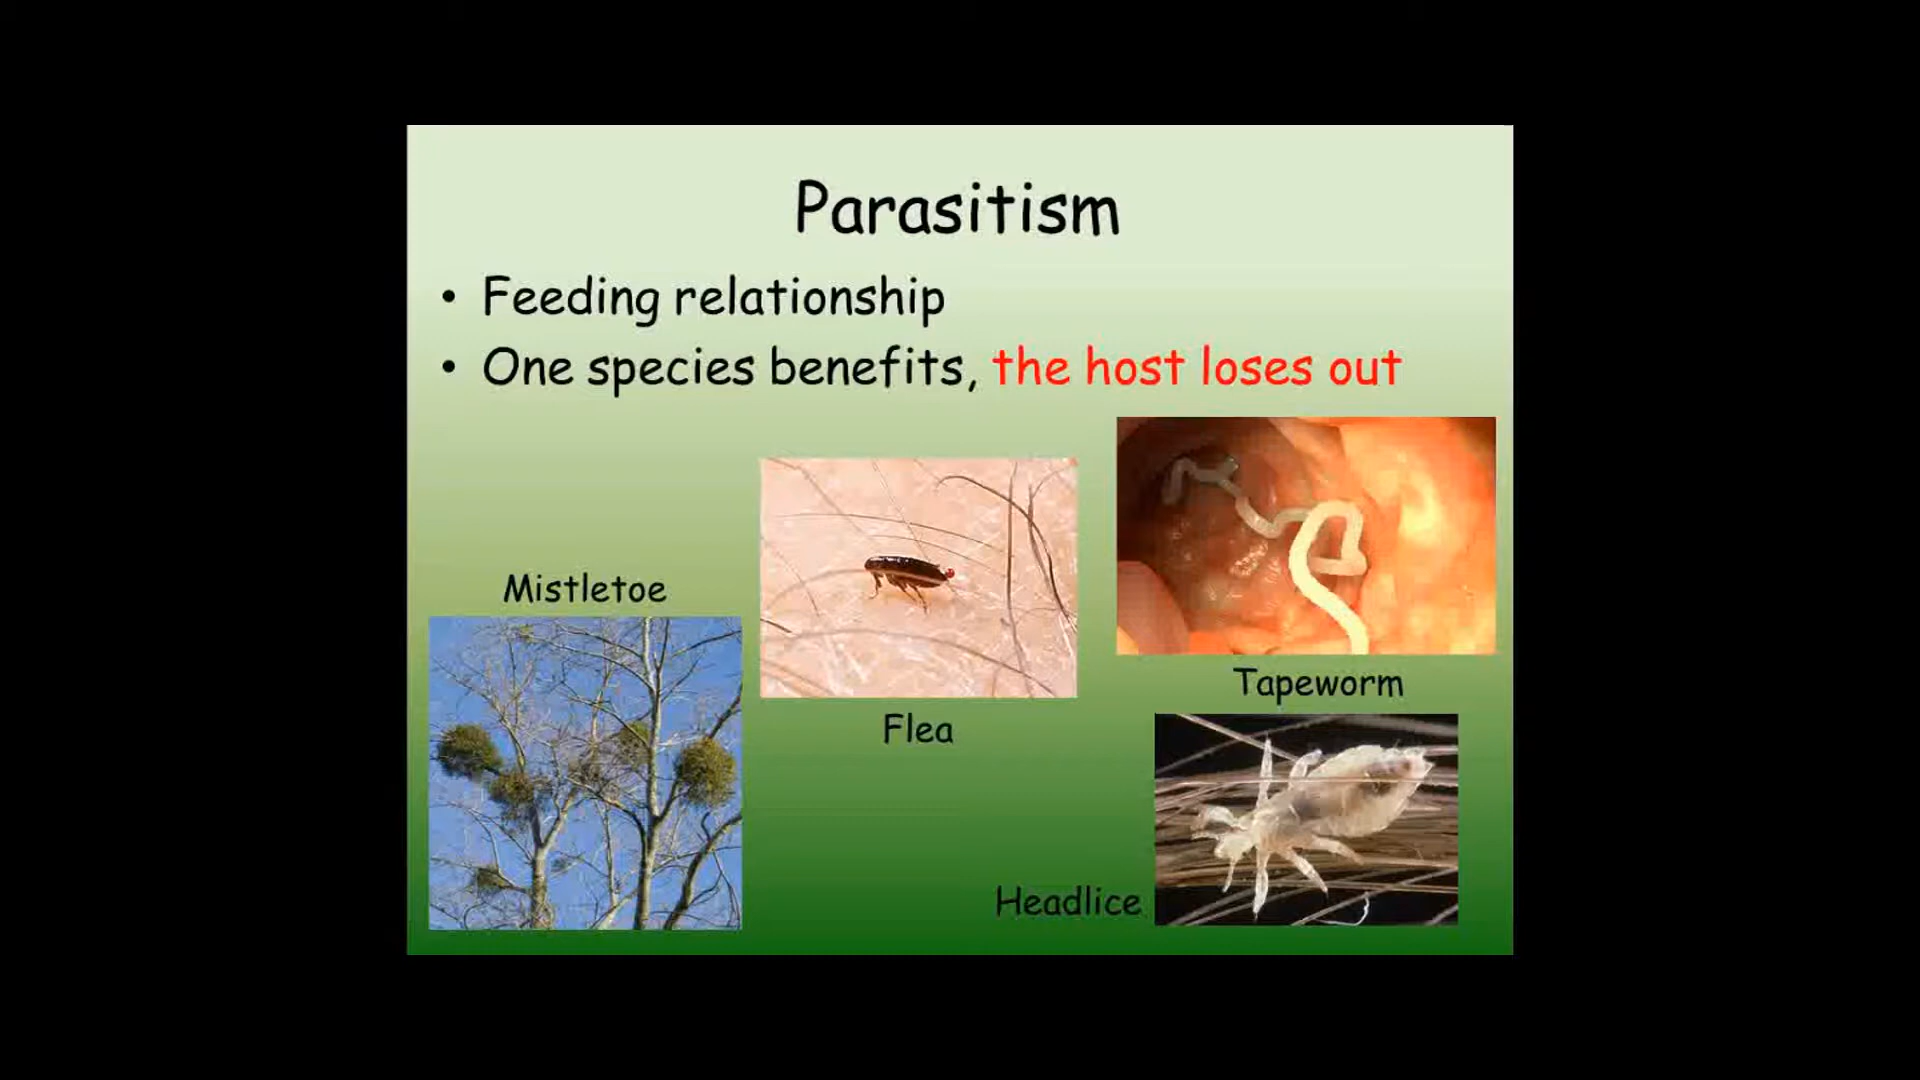 Parasitism
• Feeding relationship
• One species benefits, the host loses out
Mistletoe
Flea
Tapeworm
Headlice